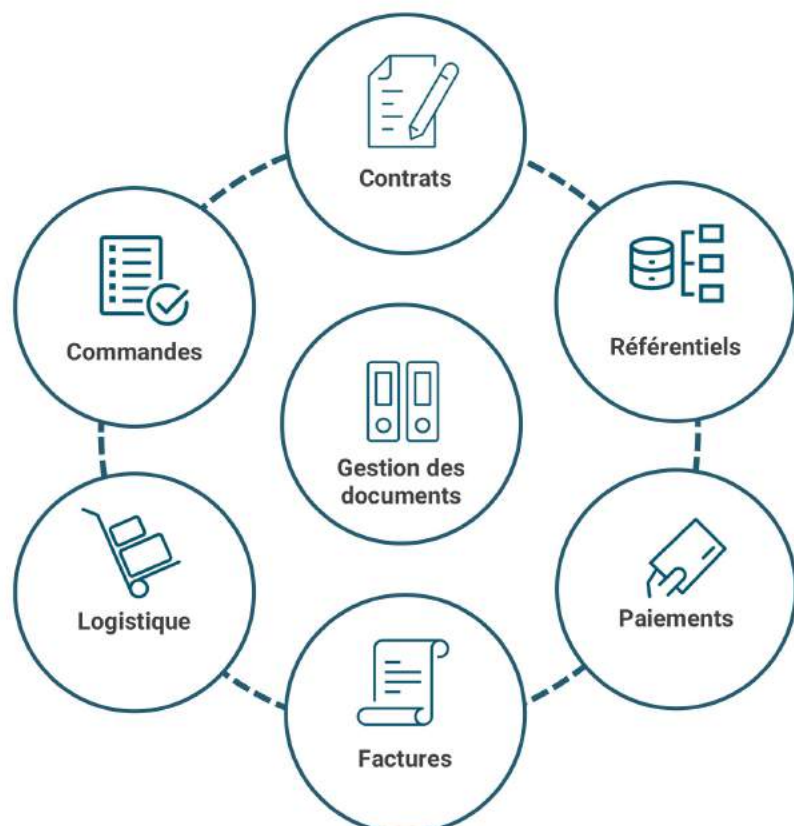 Contrats
Commandes
Référentiels
Gestion des
documents
Logistique
Paiements
Factures